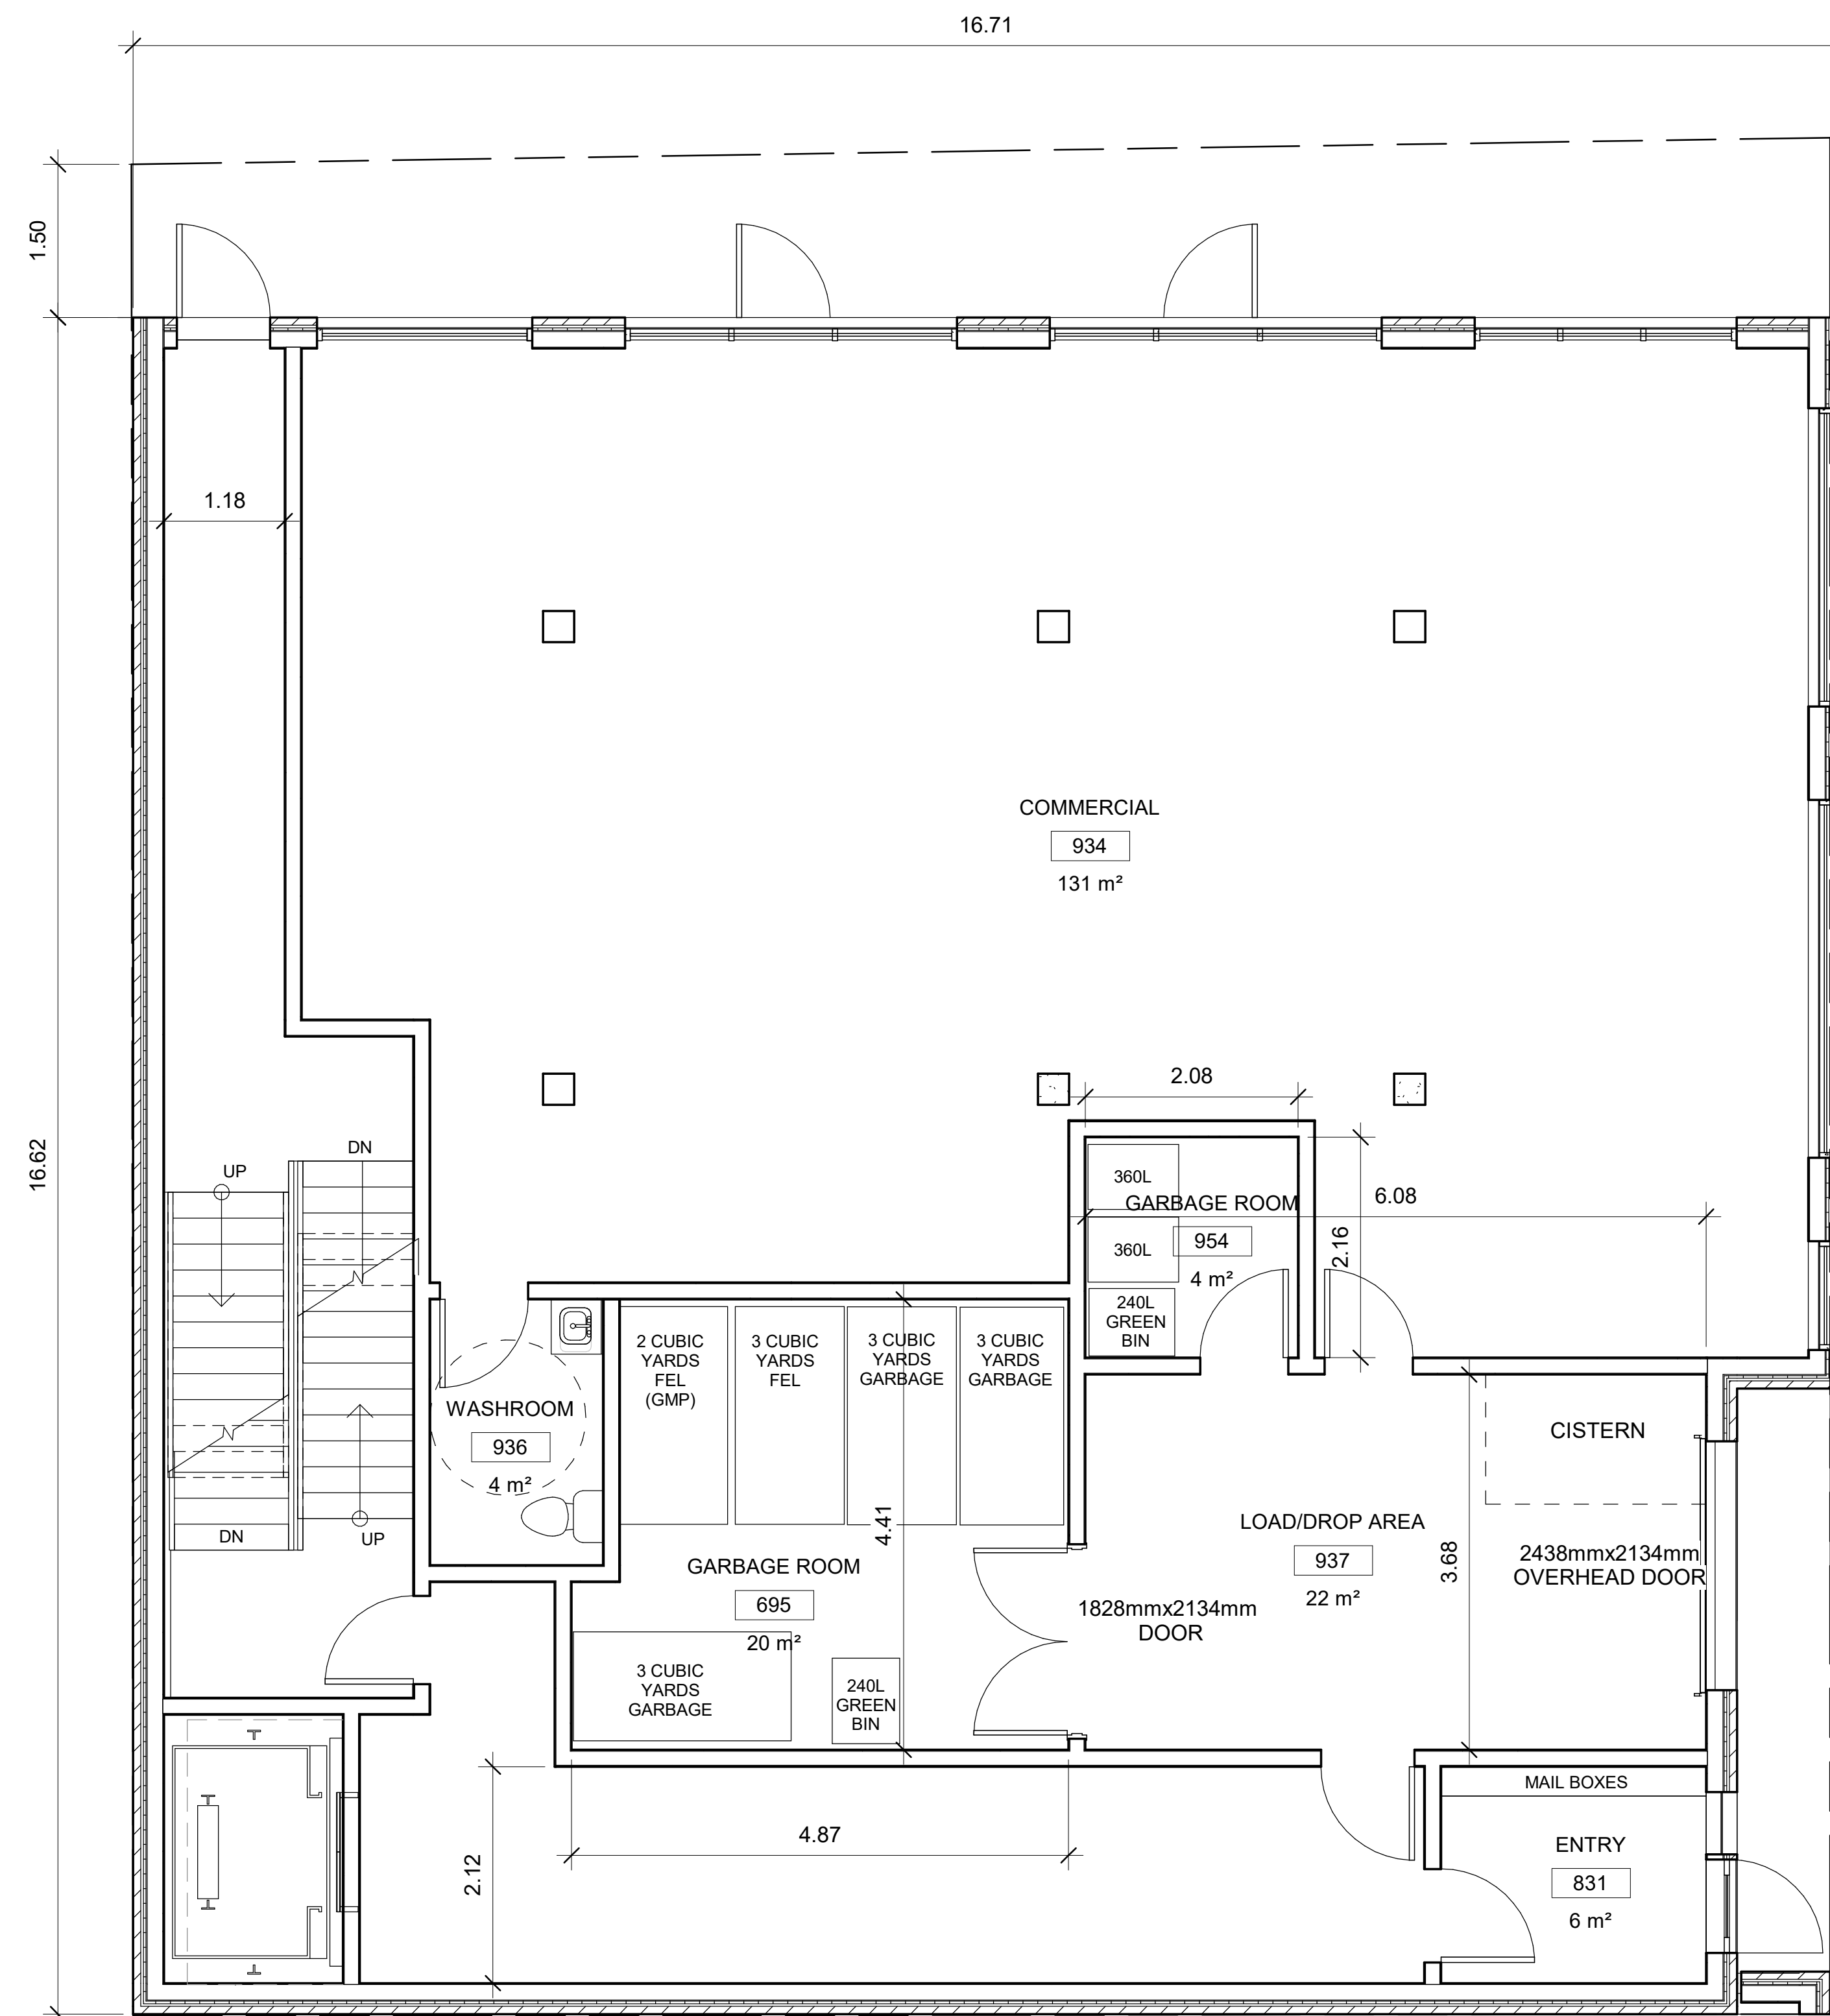 16.71
1.50
1.18
COMMERCIAL
934
131 m²
2.08
16.62
DN
UP
360L
GARBAGE ROOM
6.08
360L
954
2.16
4 m²
240L
GREEN
BIN
2 CUBIC
YARDS
FEL
(GMP)
3 CUBIC
YARDS
FEL
3 CUBIC
YARDS
GARBAGE
3 CUBIC
YARDS
GARBAGE
WASHROOM
936
4 m²
CISTERN
DN
UP
4.41
LOAD/DROP AREA
937
22 m²
3.68
2438mmx2134mm
OVERHEAD DOOR
GARBAGE ROOM
695
20 m²
1828mmx2134mm
DOOR
3 CUBIC
YARDS
GARBAGE
240L
GREEN
BIN
MAIL BOXES
4.87
2.12
ENTRY
831
6 m²